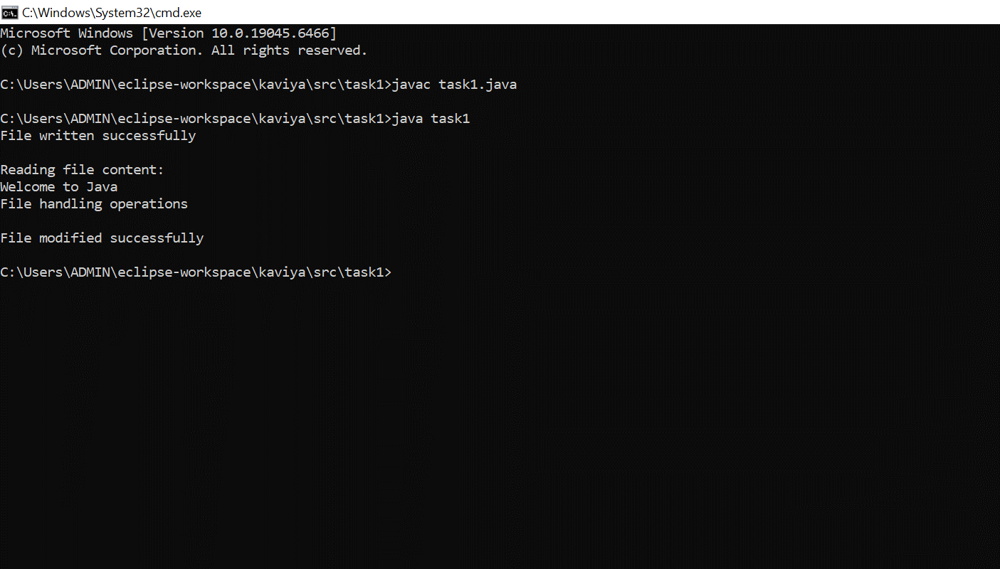 C:\Windows\System32\cmd.exe
Microsoft Windows [Version 10.0.19045.6466]
(c) Microsoft Corporation. All rights reserved.
C:\Users\ADMIN\eclipse-workspace\kaviya\src\task1>javac task1.java
C:\Users\ADMIN\eclipse-workspace\kaviya\src\task1>java task1
File written successfully
Reading file content:
Welcome to Java
File handling operations
File modified successfully
C:\Users\ADMIN\eclipse-workspace\kaviya\src\task1>